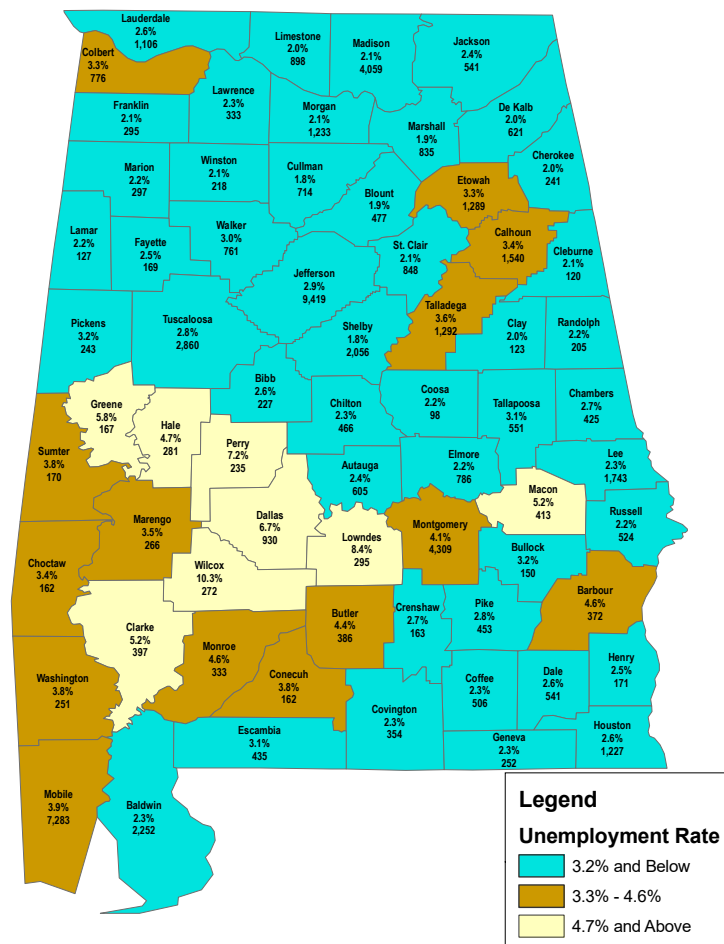 Lauderdale
2.6%
1,106
Limestone
2.0%
898
Madison
2.1%
4,059
Jackson
2.4%
541
Colbert
3.3%
776
Lawrence
2.3%
333
Franklin
2.1%
295
Morgan
2.1%
1,233
Marshall
1.9%
835
De Kalb
2.0%
621
Cherokee
2.0%
241
Marion
2.2%
297
Winston
2.1%
218
Cullman
1.8%
714
Blount
1.9%
477
Etowah
3.3%
1,289
Calhoun
3.4%
1,540
Cleburne
2.1%
120
Lamar
2.2%
127
Fayette
2.5%
169
Walker
3.0%
761
Jefferson
2.9%
9,419
St. Clair
2.1%
848
Talladega
3.6%
1,292
Pickens
3.2%
243
Tuscaloosa
2.8%
2,860
Shelby
1.8%
2,056
Clay
2.0%
123
Randolph
2.2%
205
Bibb
2.6%
227
Greene
5.8%
167
Hale
4.7%
281
Perry
7.2%
235
Chilton
2.3%
466
Coosa
2.2%
98
Tallapoosa
3.1%
551
Chambers
2.7%
425
Sumter
3.8%
170
Autauga
2.4%
605
Elmore
2.2%
786
Lee
2.3%
1,743
Macon
5.2%
413
Russell
2.2%
524
Marengo
3.5%
266
Dallas
6.7%
930
Lowndes
8.4%
295
Montgomery
4.1%
4,309
Bullock
3.2%
150
Choctaw
3.4%
162
Wilcox
10.3%
272
Barbour
4.6%
372
Clarke
5.2%
397
Butler
4.4%
386
Crenshaw
2.7%
163
Pike
2.8%
453
Monroe
4.6%
333
Conecuh
3.8%
162
Washington
3.8%
251
Coffee
2.3%
506
Dale
2.6%
541
Henry
2.5%
171
Covington
2.3%
354
Escambia
3.1%
435
Geneva
2.3%
252
Houston
2.6%
1,227
Mobile
3.9%
7,283
Baldwin
2.3%
2,252
Legend
Unemployment Rate
3.2% and Below
3.3% - 4.6%
4.7% and Above